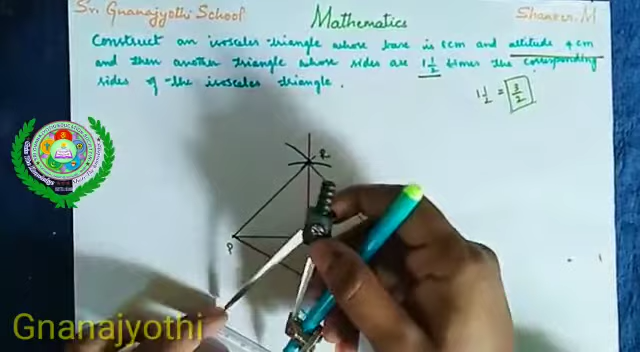 Sri Gnanajyothi School
Mathematics
Shankar.M
Construct an isosceles triangle whose base is 8cm and altitude 4cm
and then another triangle whose sides are 1 1/2 times the corresponding
sides of the isosceles triangle.
1 1/2 = 3/2
R
P
Gnanajyothi